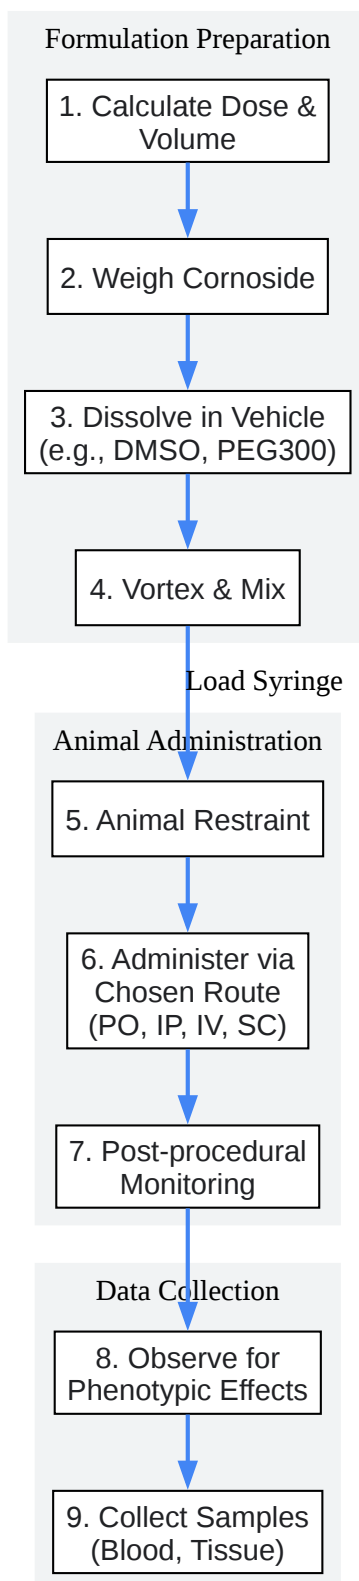 Formulation Preparation
1. Calculate Dose &
Volume
2. Weigh Cornoside
3. Dissolve in Vehicle
(e.g., DMSO, PEG300)
4. Vortex & Mix
Load Syringe
Animal Administration
5. Animal Restraint
6. Administer via
Chosen Route
(PO, IP, IV, SC)
7. Post-procedural
Monitoring
Data Collection
8. Observe for
Phenotypic Effects
9. Collect Samples
(Blood, Tissue)